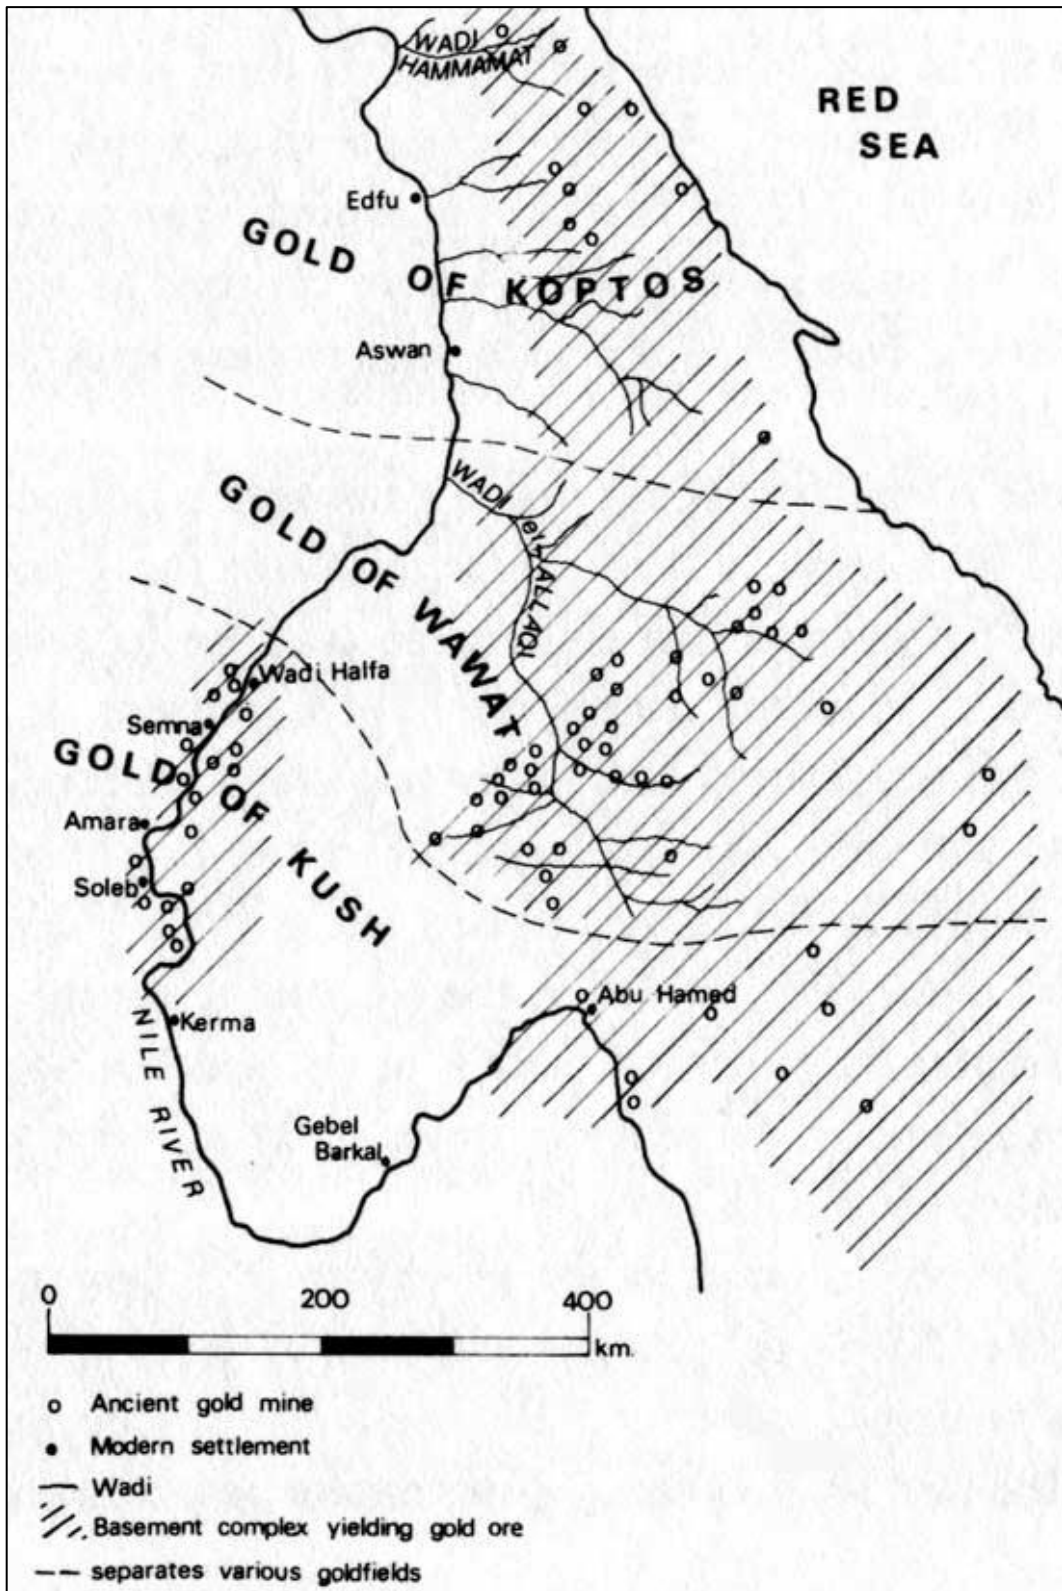 WADI
HAMMAMAT
RED
SEA
Edfu
GOLD OF KOPTOS
Aswan
WADI el-ALLAQI
GOLD OF WAWAT
Wadi Halfa
Semna
GOLD OF KUSH
Amara
Soleb
Abu Hamed
Kerma
NILE RIVER
Gebel
Barkal
0 200 400
km.
Ancient gold mine
Modern settlement
Wadi
Basement complex yielding gold ore
separates various goldfields